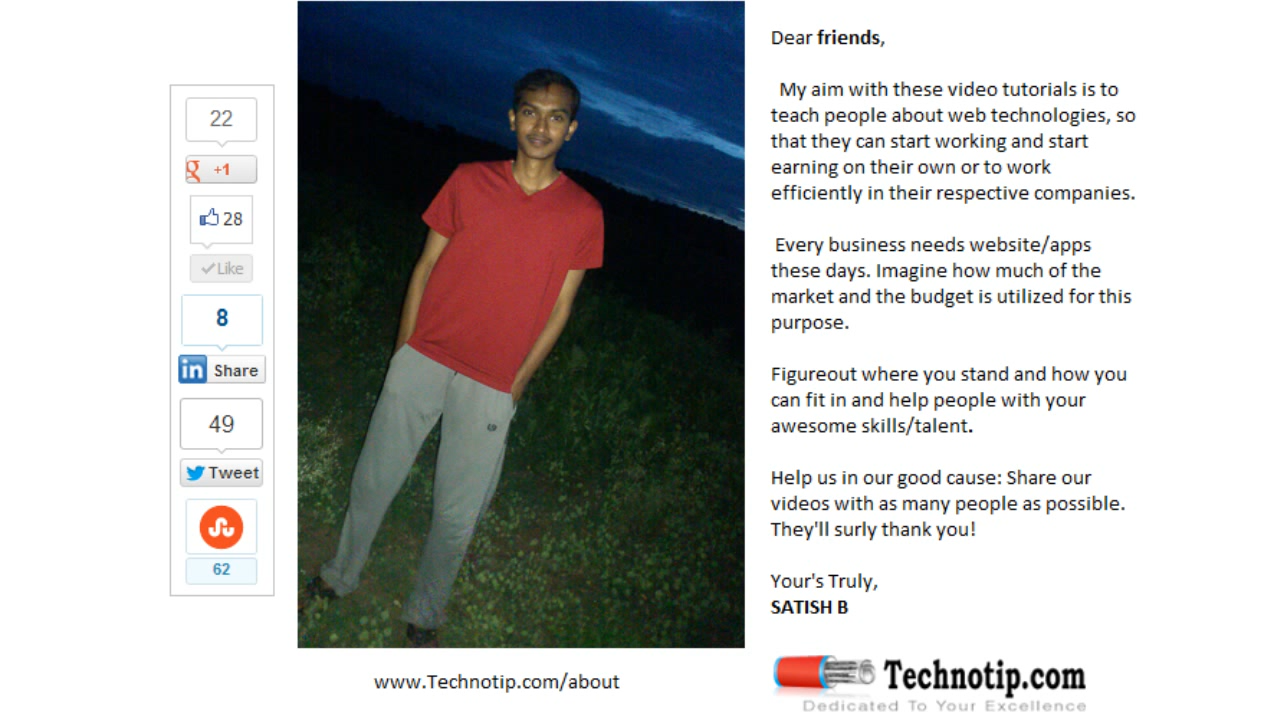 22
+1
28
Like
8
in Share
49
Tweet
62
www.Technotip.com/about
Dear friends,
My aim with these video tutorials is to
teach people about web technologies, so
that they can start working and start
earning on their own or to work
efficiently in their respective companies.
Every business needs website/apps
these days. Imagine how much of the
market and the budget is utilized for this
purpose.
Figureout where you stand and how you
can fit in and help people with your
awesome skills/talent.
Help us in our good cause: Share our
videos with as many people as possible.
They'll surly thank you!
Your's Truly,
SATISH B
Technotip.com
Dedicated To Your Excellence